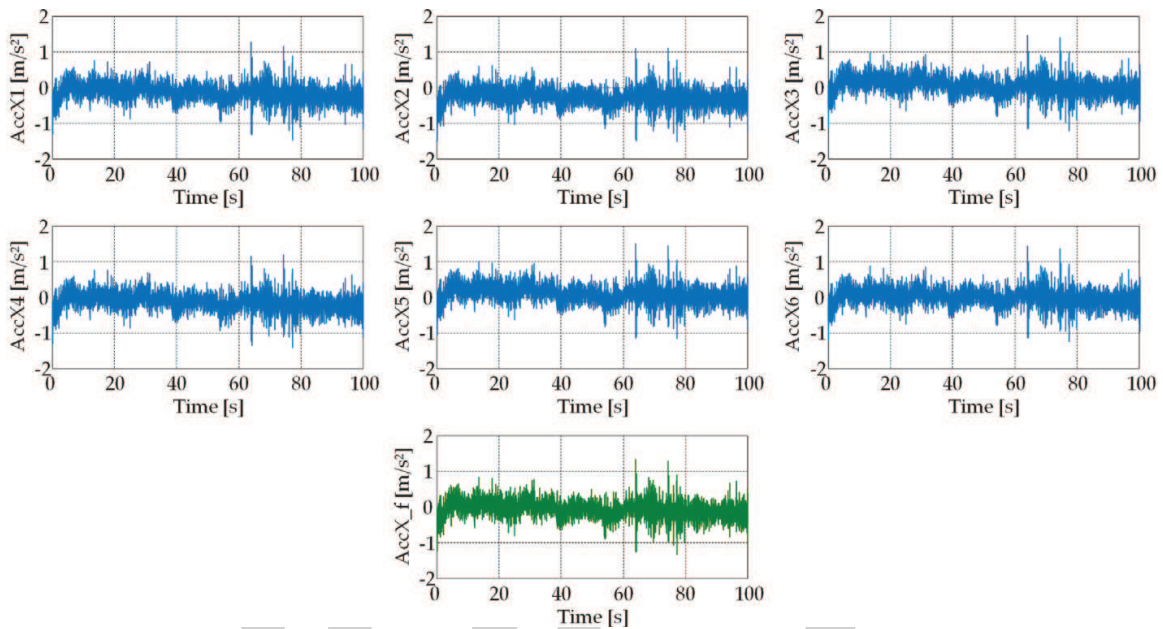 AccX1 [m/s²]
2
1
0
-1
-2
0 20 40 60 80 100
Time [s]
AccX2 [m/s²]
2
1
0
-1
-2
0 20 40 60 80 100
Time [s]
AccX3 [m/s²]
2
1
0
-1
-2
0 20 40 60 80 100
Time [s]
AccX4 [m/s²]
2
1
0
-1
-2
0 20 40 60 80 100
Time [s]
AccX5 [m/s²]
2
1
0
-1
-2
0 20 40 60 80 100
Time [s]
AccX6 [m/s²]
2
1
0
-1
-2
0 20 40 60 80 100
Time [s]
AccX_f [m/s²]
2
1
0
-1
-2
0 20 40 60 80 100
Time [s]